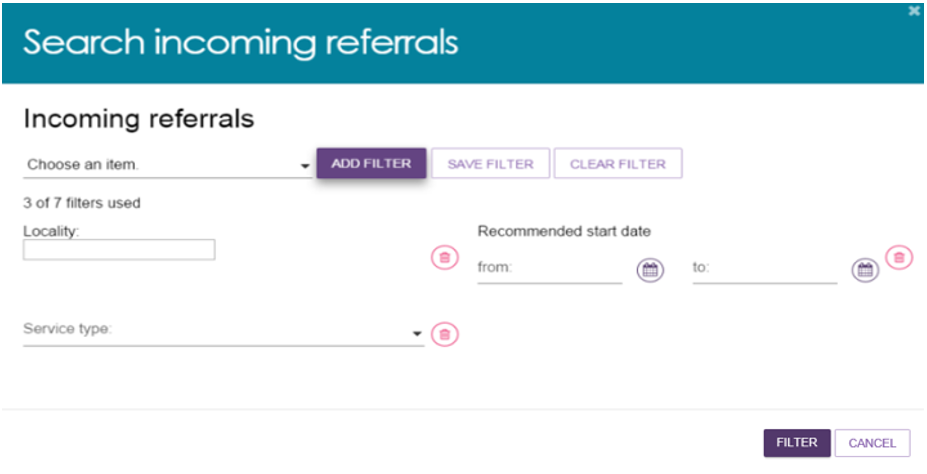 Search incoming referrals
Incoming referrals
Choose an item.
ADD FILTER
SAVE FILTER
CLEAR FILTER
3 of 7 filters used
Locality:
Recommended start date
from:
to:
Service type:
FILTER
CANCEL